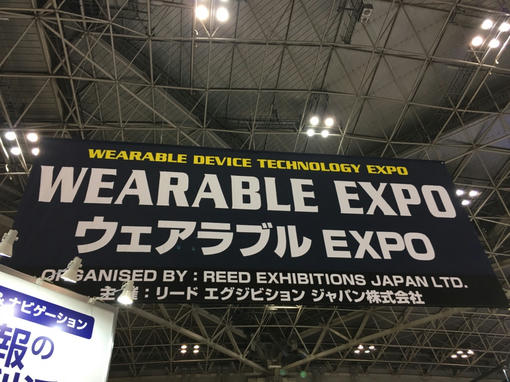 WEARABLE DEVICE TECHNOLOGY EXPO
WEARABLE EXPO
ウェアラブル EXPO
ORGANISED BY : REED EXHIBITIONS JAPAN LTD.
主 催 : リード エグジビション ジャパン株式会社
ナビゲーション
報の